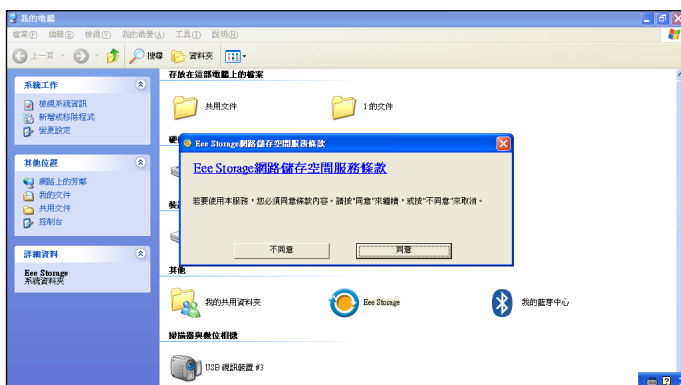 我的電腦
檔案(F) 編輯(E) 檢視(V) 我的最愛(A) 工具(T) 說明(H)
上一頁 搜尋 資料夾
系統工作
檢視系統資訊
新增或移除程式
變更設定
其他位置
網路上的芳鄰
我的文件
共用文件
控制台
詳細資料
Eee Storage
系統資料夾
存放在這部電腦上的檔案
共用文件
1 的文件
Eee Storage網路儲存空間服務條款
Eee Storage網路儲存空間服務條款
若要使用本服務，您必須同意條款內容。請按"同意"來繼續，或按"不同意"來取消。
不同意
同意
其他
我的共用資料夾
Eee Storage
我的藍芽中心
掃描器與數位相機
USB 視訊裝置 #3